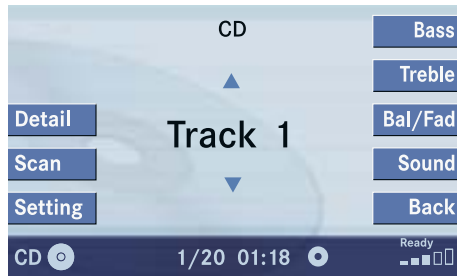 CD
Bass
Treble
Detail
Track 1
Bal/Fad
Scan
Sound
Setting
Back
CD 1/20 01:18 Ready